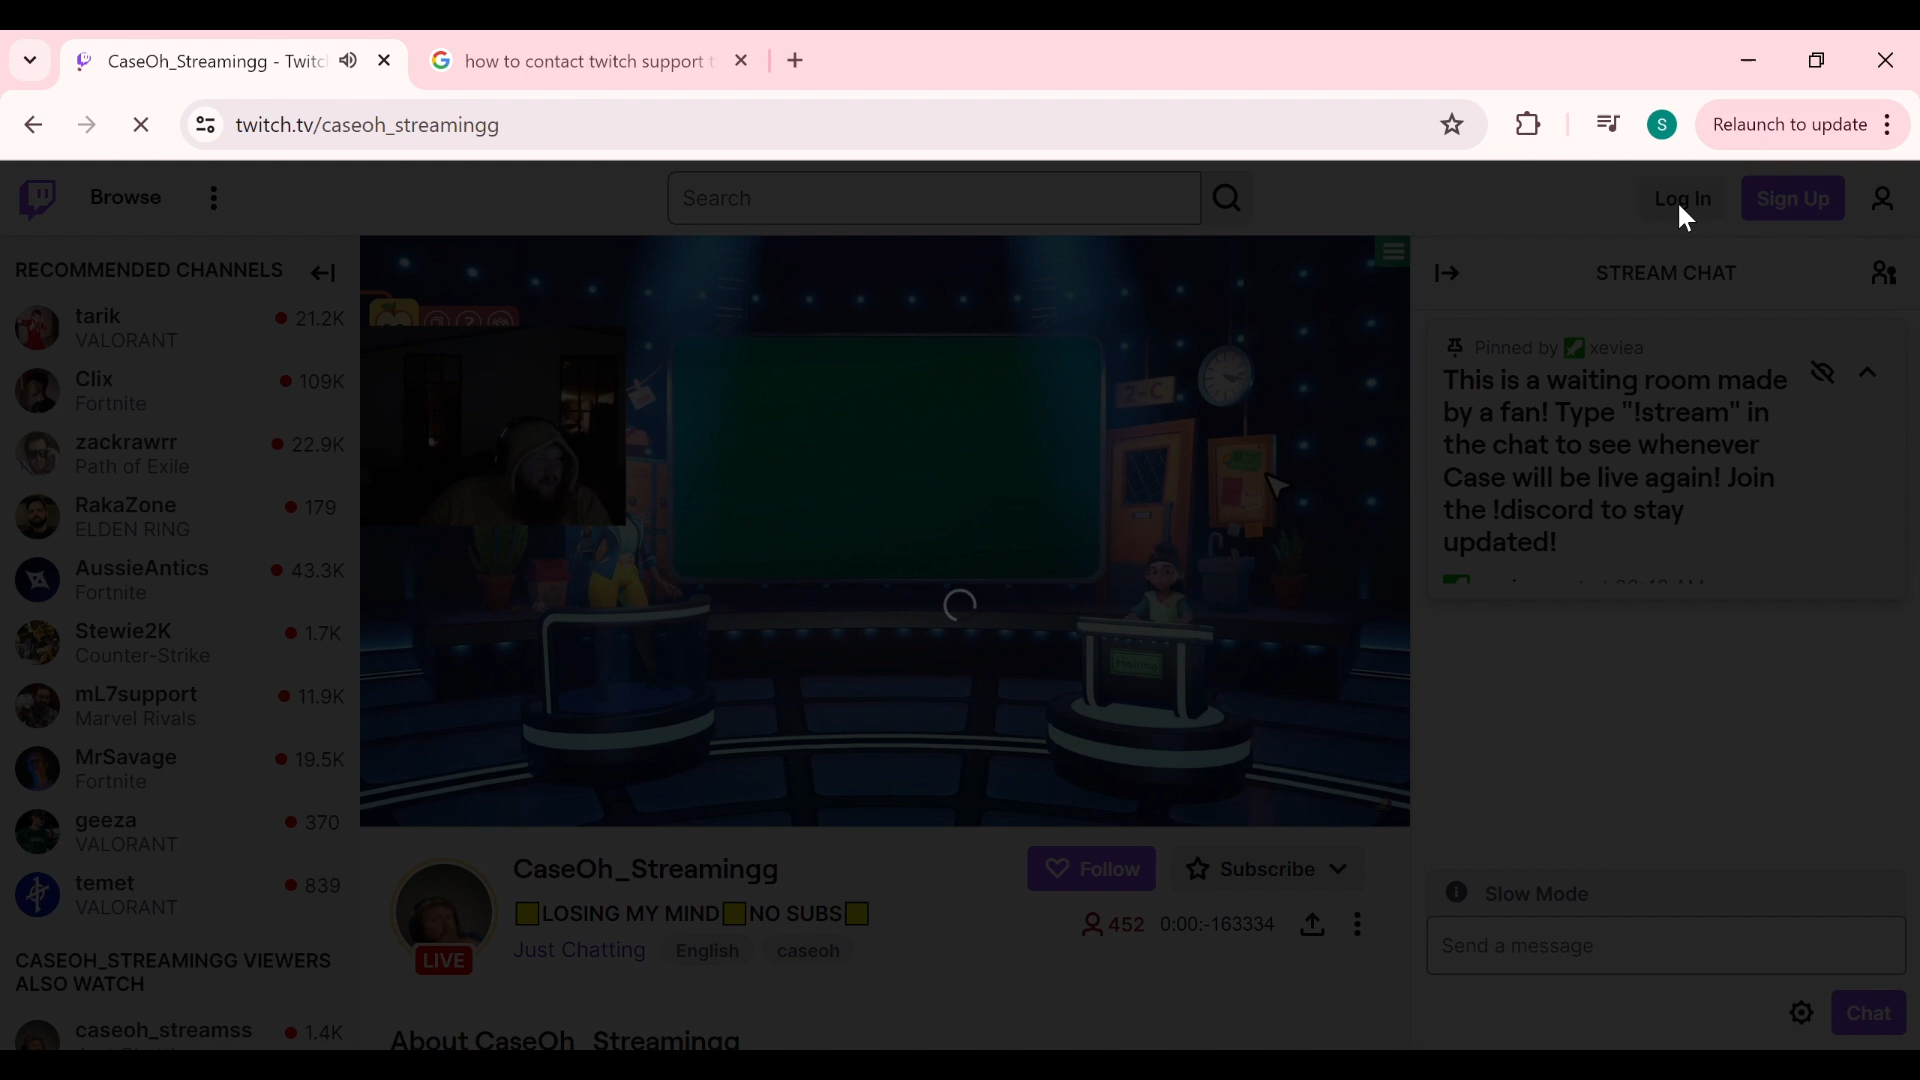 CaseOh_Streamingg - Twitc
how to contact twitch support t
twitch.tv/caseoh_streamingg
S
Relaunch to update
Browse
Search
Log In
Sign Up
RECOMMENDED CHANNELS
tarik
21.2K
VALORANT
Clix
109K
Fortnite
zackrawrr
22.9K
Path of Exile
RakaZone
179
ELDEN RING
AussieAntics
43.3K
Fortnite
Stewie2K
1.7K
Counter-Strike
mL7support
11.9K
Marvel Rivals
MrSavage
19.5K
Fortnite
geeza
370
VALORANT
temet
839
VALORANT
CASEOH_STREAMINGG VIEWERS
ALSO WATCH
caseoh_streamss
1.4K
Z-C
CaseOh_Streamingg
LOSING MY MIND NO SUBS
Just Chatting
English
caseoh
LIVE
Follow
Subscribe
452
0:00:-163334
About CaseOh_Streamingg
STREAM CHAT
Pinned by xeviea
This is a waiting room made
by a fan! Type "!stream" in
the chat to see whenever
Case will be live again! Join
the !discord to stay
updated!
Slow Mode
Send a message
Chat